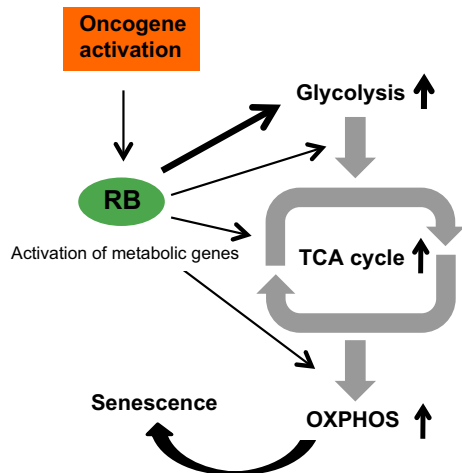 Oncogene
activation
Glycolysis
RB
Activation of metabolic genes
TCA cycle
Senescence
OXPHOS